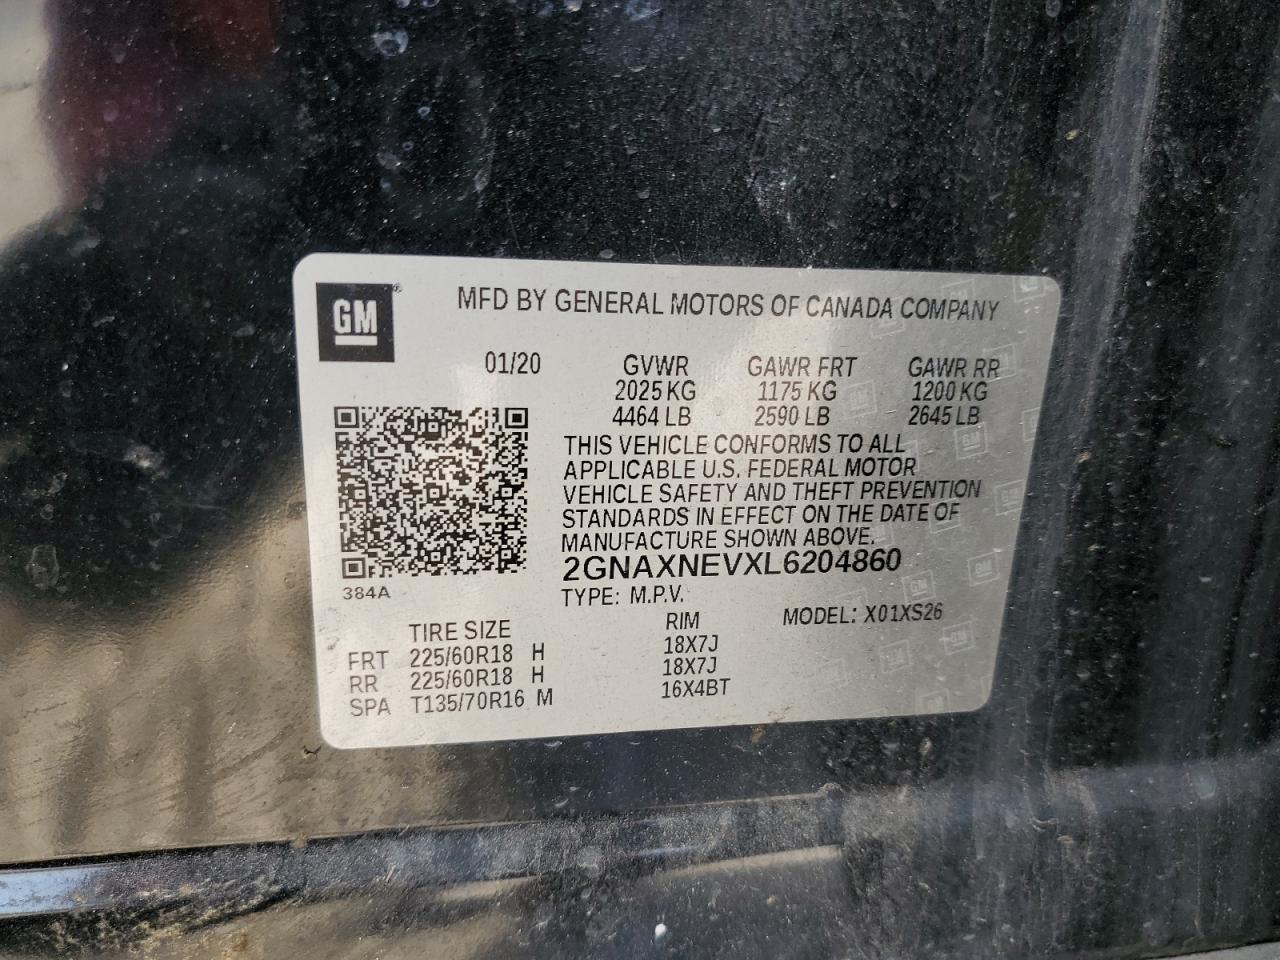 GM
MFD BY GENERAL MOTORS OF CANADA COMPANY
01/20 GVWR GAWR FRT GAWR RR
2025 KG 1175 KG 1200 KG
4464 LB 2590 LB 2645 LB
THIS VEHICLE CONFORMS TO ALL
APPLICABLE U.S. FEDERAL MOTOR
VEHICLE SAFETY AND THEFT PREVENTION
STANDARDS IN EFFECT ON THE DATE OF
MANUFACTURE SHOWN ABOVE.
2GNAXNEVXL6204860
384A
TYPE: M.P.V. MODEL: X01XS26
TIRE SIZE RIM
FRT 225/60R18 H 18X7J
RR 225/60R18 H 18X7J
SPA T135/70R16 M 16X4BT